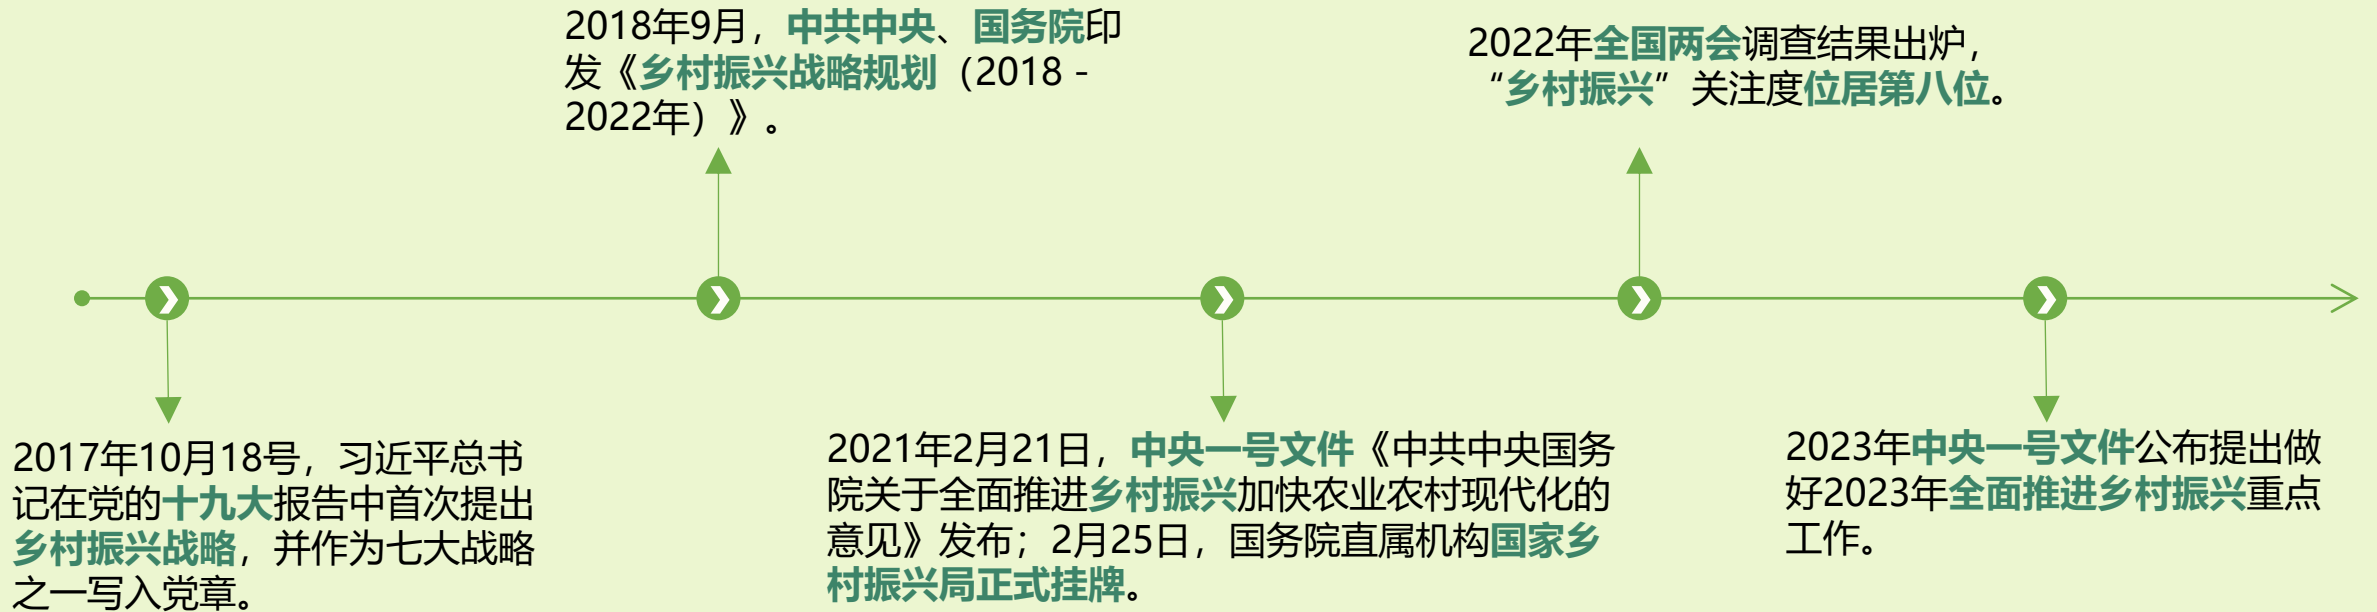 2018年9月，中共中央、国务院印
发《乡村振兴战略规划（2018 -
2022年）》。
2022年全国两会调查结果出炉，
“乡村振兴”关注度位居第八位。
2017年10月18号，习近平总书
记在党的十九大报告中首次提出
乡村振兴战略，并作为七大战略
之一写入党章。
2021年2月21日，中央一号文件《中共中央国务
院关于全面推进乡村振兴加快农业农村现代化的
意见》发布；2月25日，国务院直属机构国家乡
村振兴局正式挂牌。
2023年中央一号文件公布提出做
好2023年全面推进乡村振兴重点
工作。